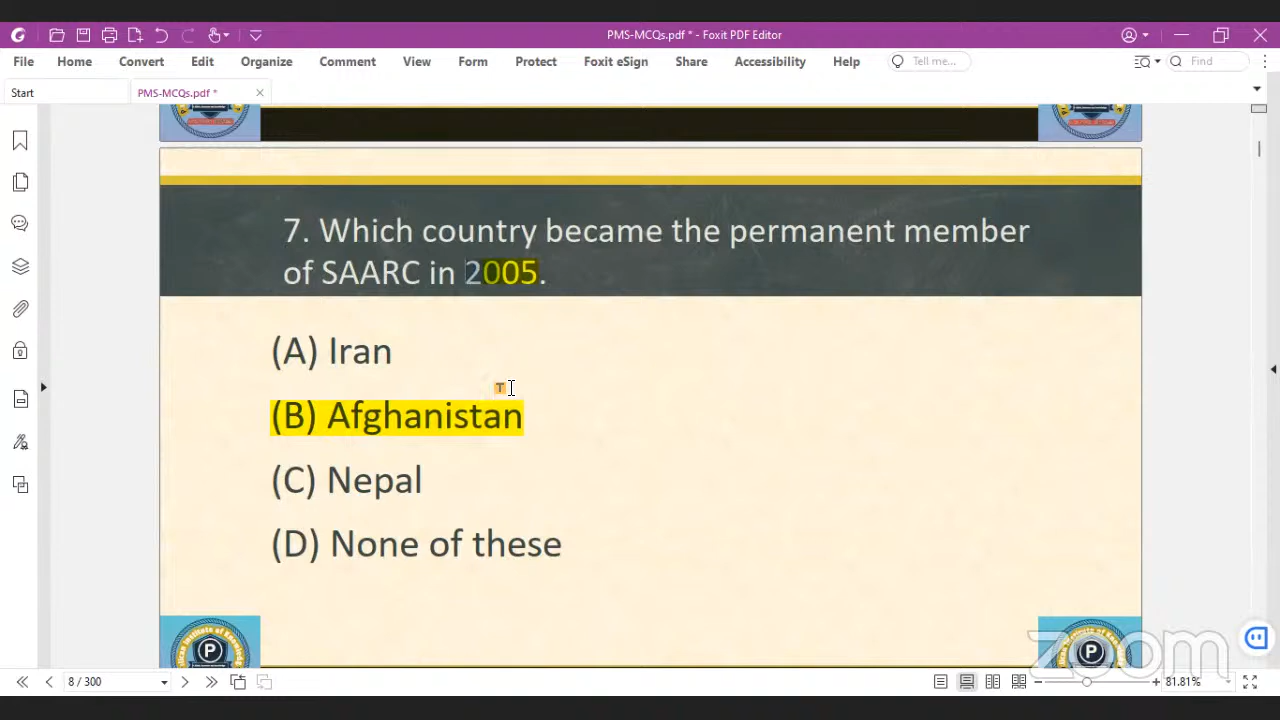 PMS-MCQs.pdf * - Foxit PDF Editor
File Home Convert Edit Organize Comment View Form Protect Foxit eSign Share Accessibility Help Tell me... Find
Start PMS-MCQs.pdf *
7. Which country became the permanent member
of SAARC in 2005.
(A) Iran
T
(B) Afghanistan
(C) Nepal
(D) None of these
P P
zoom
8 / 300 81.81%